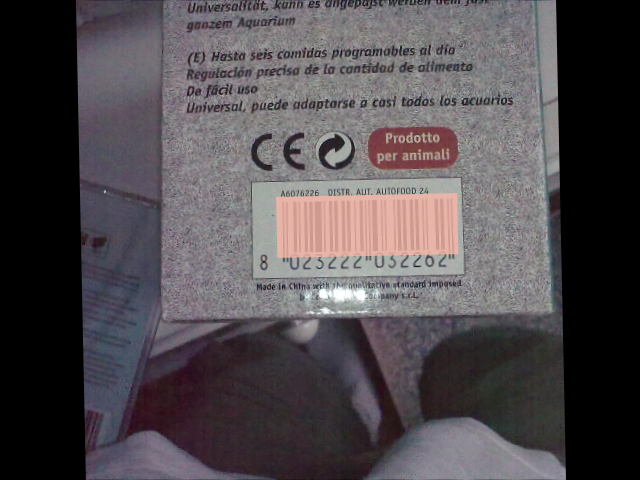 Universalität, kann es angepaßt werden dem fast
ganzem Aquarium
(E) Hasta seis comidas programables al día
Regulación precisa de la cantidad de alimento
De fácil uso
Universal, puede adaptarse a casi todos los acuarios
CE
Prodotto
per animali
A6076226 DISTR. AUT. AUTOFOOD 24
8 "023222"032262"
Made in China with the qualitative standard imposed
Company s.r.l.